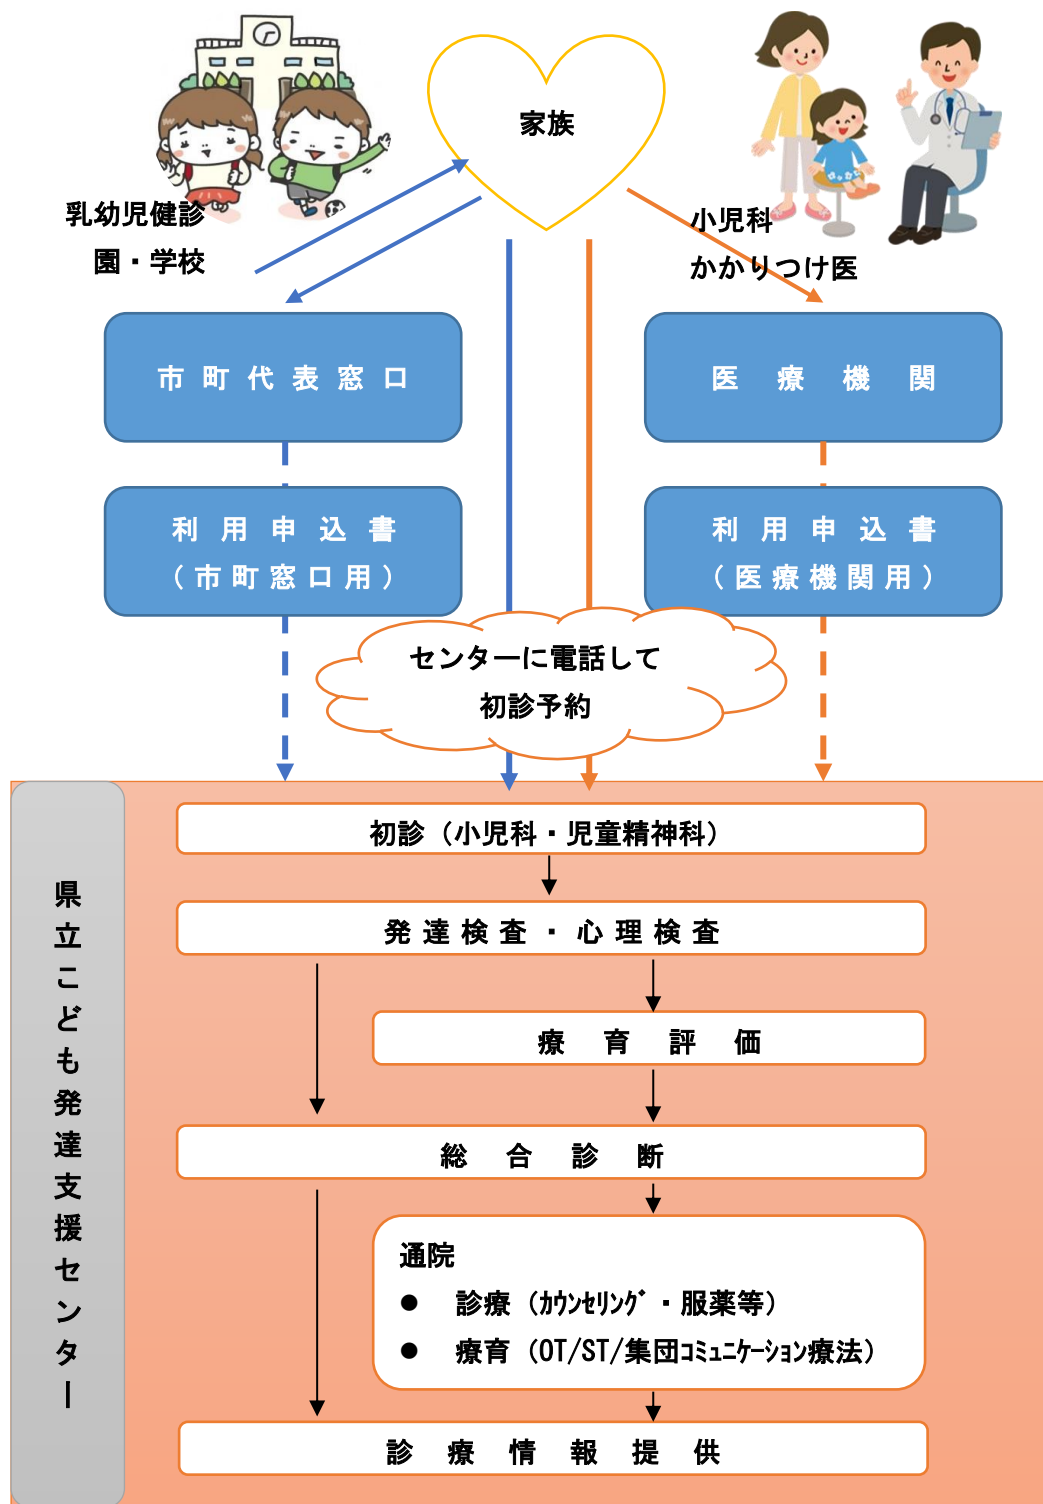 家族
乳幼児健診
園・学校
小児科
かかりつけ医
市町代表窓口
医療機関
利用申込書
（市町窓口用）
利用申込書
（医療機関用）
センターに電話して
初診予約
県立こども発達支援センター
初診（小児科・児童精神科）
発達検査・心理検査
療育評価
総合診断
通院
● 診療（ｶｳﾝｾﾘﾝｸﾞ・服薬等）
● 療育（OT/ST/集団ｺﾐｭﾆｹｰｼｮﾝ療法）
診療情報提供